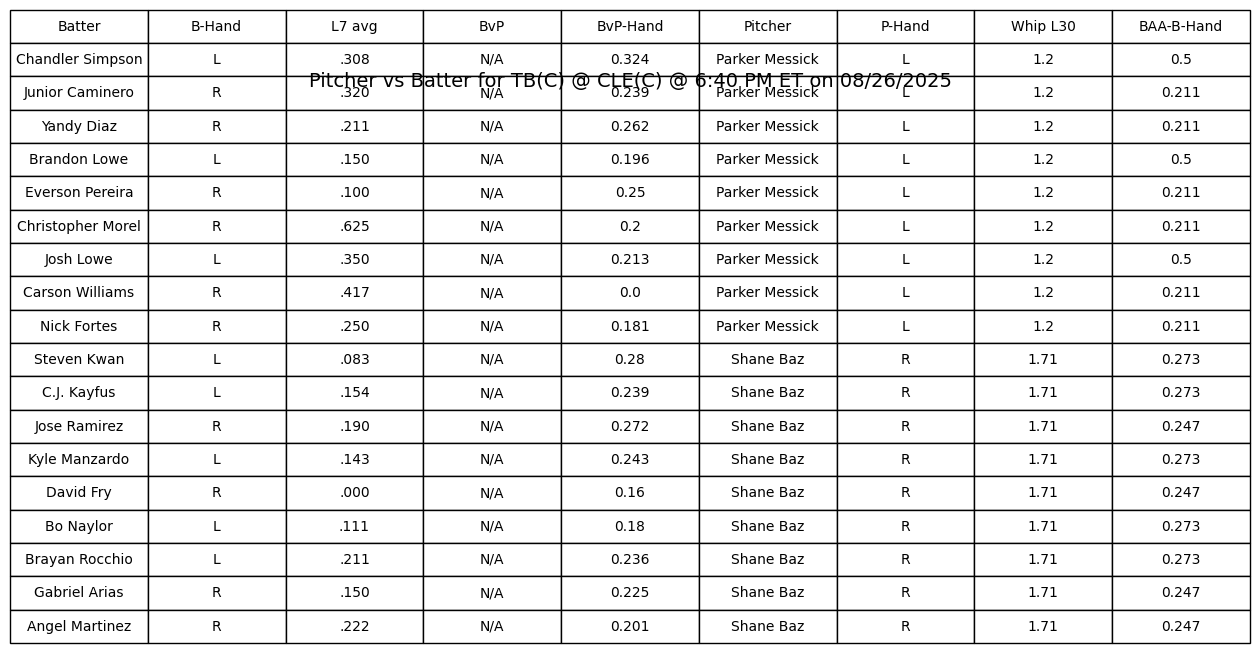 Batter B-Hand L7 avg BvP BvP-Hand Pitcher P-Hand Whip L30 BAA-B-Hand
Chandler Simpson L .308 N/A 0.324 Parker Messick L 1.2 0.5
Pitcher vs Batter for TB(C) @ CLE(C) @ 6:40 PM ET on 08/26/2025
Junior Caminero R .320 N/A 0.239 Parker Messick L 1.2 0.211
Yandy Diaz R .211 N/A 0.262 Parker Messick L 1.2 0.211
Brandon Lowe L .150 N/A 0.196 Parker Messick L 1.2 0.5
Everson Pereira R .100 N/A 0.25 Parker Messick L 1.2 0.211
Christopher Morel R .625 N/A 0.2 Parker Messick L 1.2 0.211
Josh Lowe L .350 N/A 0.213 Parker Messick L 1.2 0.5
Carson Williams R .417 N/A 0.0 Parker Messick L 1.2 0.211
Nick Fortes R .250 N/A 0.181 Parker Messick L 1.2 0.211
Steven Kwan L .083 N/A 0.28 Shane Baz R 1.71 0.273
C.J. Kayfus L .154 N/A 0.239 Shane Baz R 1.71 0.273
Jose Ramirez R .190 N/A 0.272 Shane Baz R 1.71 0.247
Kyle Manzardo L .143 N/A 0.243 Shane Baz R 1.71 0.273
David Fry R .000 N/A 0.16 Shane Baz R 1.71 0.247
Bo Naylor L .111 N/A 0.18 Shane Baz R 1.71 0.273
Brayan Rocchio L .211 N/A 0.236 Shane Baz R 1.71 0.273
Gabriel Arias R .150 N/A 0.225 Shane Baz R 1.71 0.247
Angel Martinez R .222 N/A 0.201 Shane Baz R 1.71 0.247